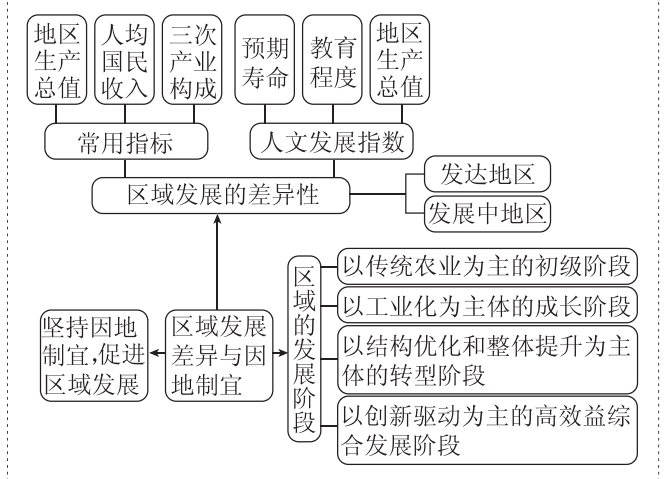 地区
生产
总值
人均
国民
收入
三次
产业
构成
预期
寿命
教育
程度
地区
生产
总值
常用指标
人文发展指数
区域发展的差异性
发达地区
发展中地区
坚持因地
制宜,促进
区域发展
区域发展
差异与因
地制宜
区域的发展阶段
以传统农业为主的初级阶段
以工业化为主体的成长阶段
以结构优化和整体提升为主
体的转型阶段
以创新驱动为主的高效益综
合发展阶段